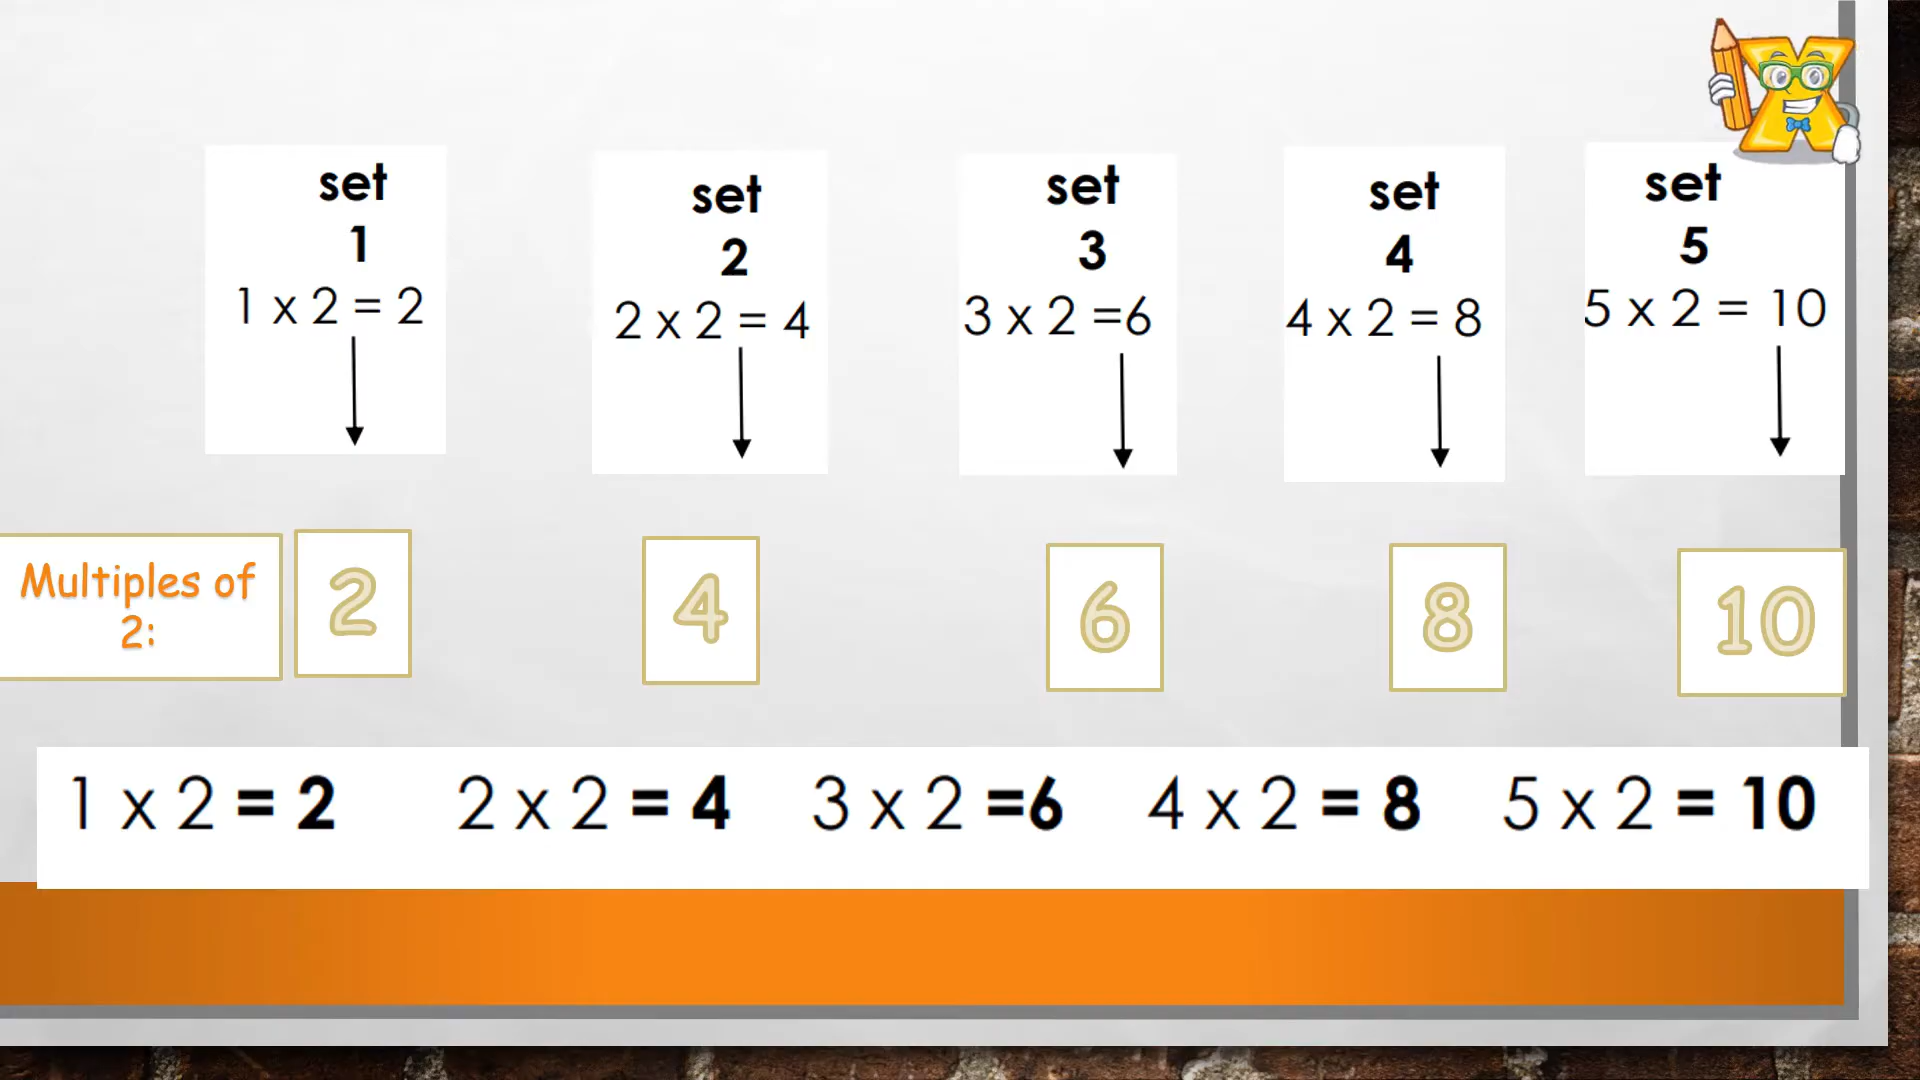 set
1
1 x 2 = 2
set
2
2 x 2 = 4
set
3
3 x 2 =6
set
4
4 x 2 = 8
set
5
5 x 2 = 10
Multiples of
2:
2
4
6
8
10
1 x 2 = 2 2 x 2 = 4 3 x 2 =6 4 x 2 = 8 5 x 2 = 10